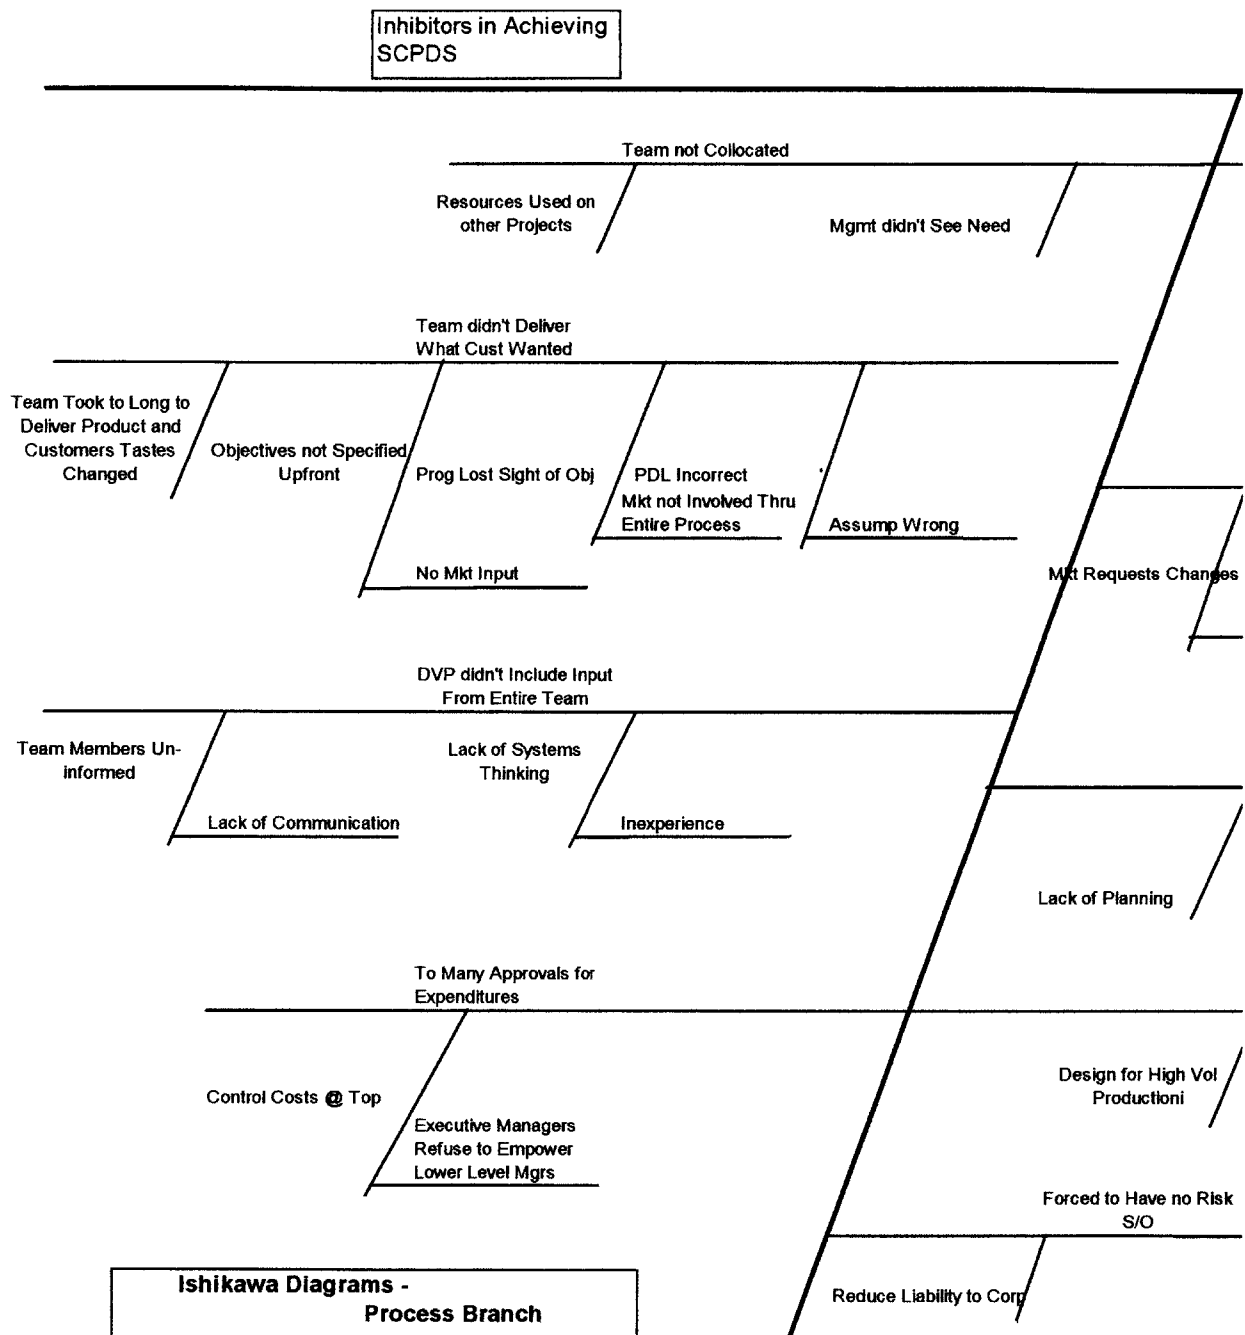 Inhibitors in Achieving
SCPDS
Team not Collocated
Resources Used on
other Projects
Mgmt didn't See Need
Team didn't Deliver
What Cust Wanted
Team Took to Long to
Deliver Product and
Customers Tastes
Changed
Objectives not Specified
Upfront
Prog Lost Sight of Obj
PDL Incorrect
Mkt not Involved Thru
Entire Process
Assump Wrong
No Mkt Input
Mkt Requests Changes
DVP didn't Include Input
From Entire Team
Team Members Un-
informed
Lack of Systems
Thinking
Lack of Communication
Inexperience
Lack of Planning
To Many Approvals for
Expenditures
Control Costs @ Top
Executive Managers
Refuse to Empower
Lower Level Mgrs
Design for High Vol
Productioni
Forced to Have no Risk
S/O
Reduce Liability to Corp
Ishikawa Diagrams -
Process Branch